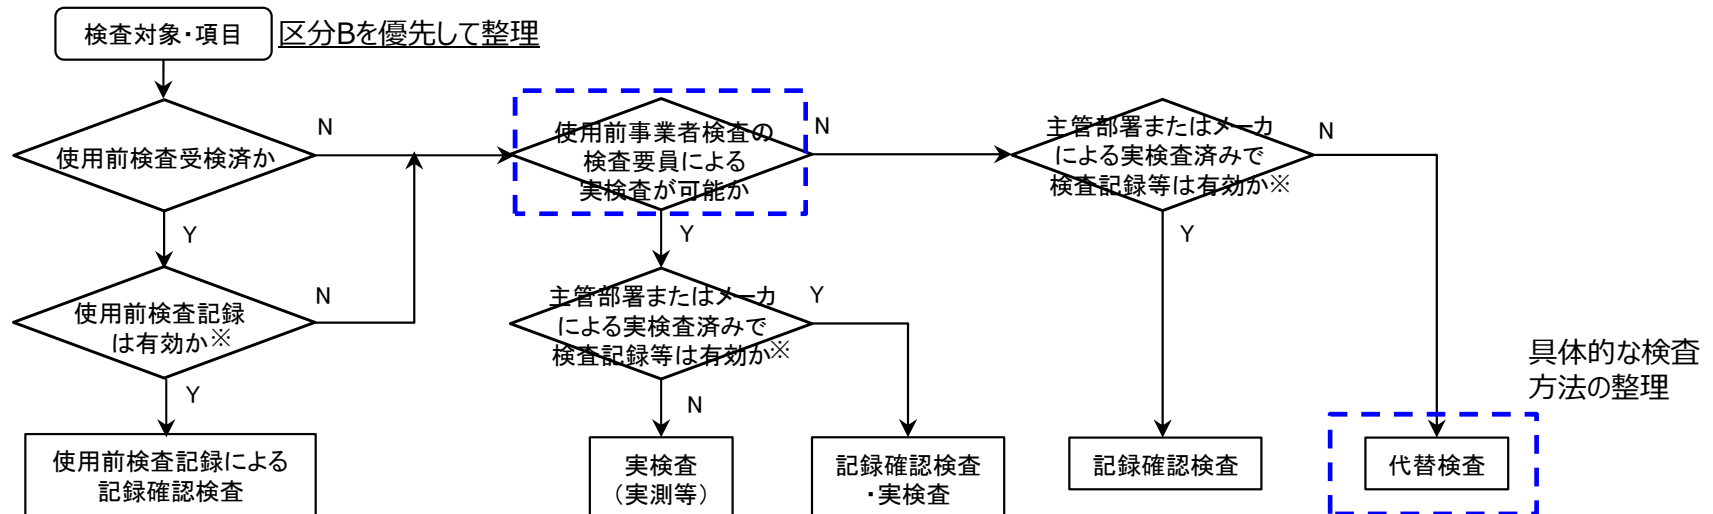 検査対象・項目
区分Bを優先して整理
使用前検査受検済か
N
Y
使用前検査記録
は有効か※
N
Y
使用前検査記録による
記録確認検査
使用前事業者検査の
検査要員による
実検査が可能か
N
Y
主管部署またはメーカ
による実検査済みで
検査記録等は有効か※
Y
N
実検査
（実測等）
記録確認検査
・実検査
主管部署またはメーカ
による実検査済みで
検査記録等は有効か※
N
Y
記録確認検査
具体的な検査
方法の整理
代替検査